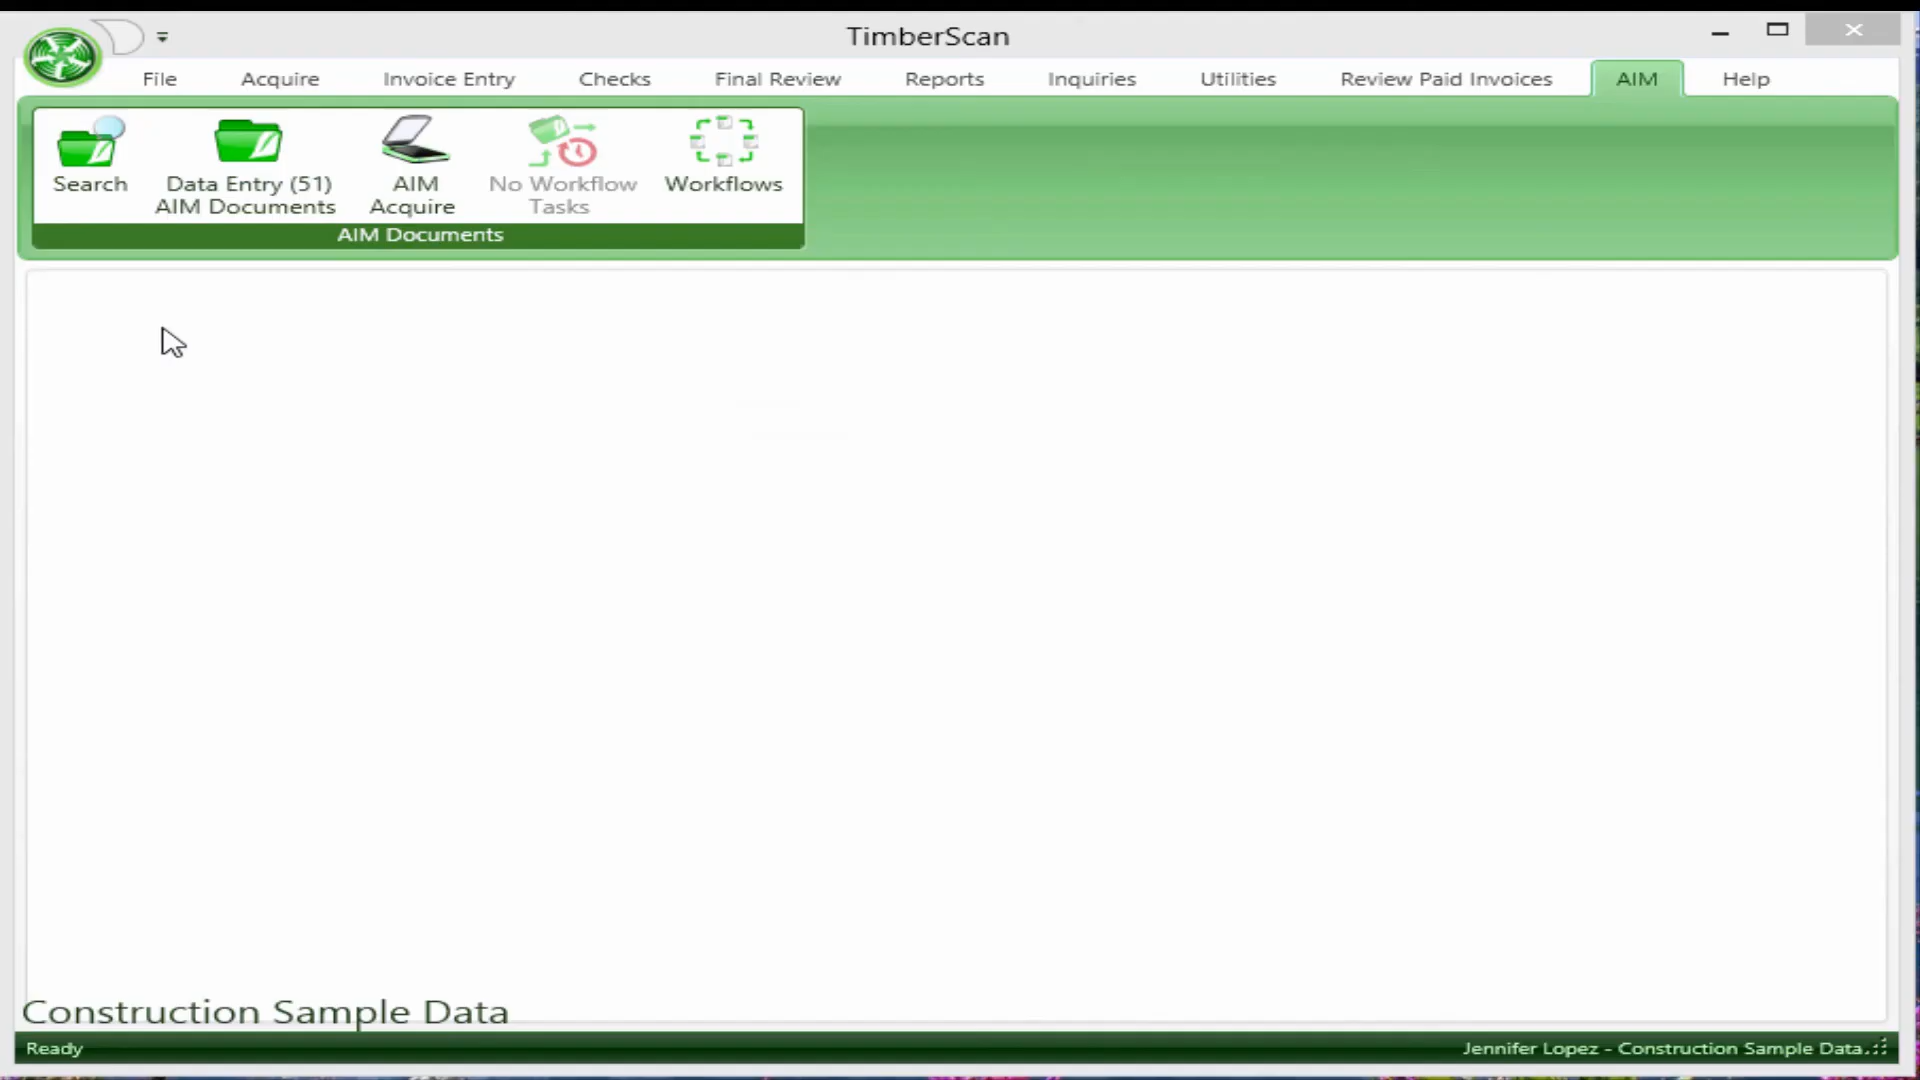 TimberScan
File Acquire Invoice Entry Checks Final Review Reports Inquiries Utilities Review Paid Invoices AIM Help
Search
Data Entry (51)
AIM Documents
AIM
Acquire
No Workflow
Tasks
Workflows
AIM Documents
Construction Sample Data
Ready
Jennifer Lopez - Construction Sample Data